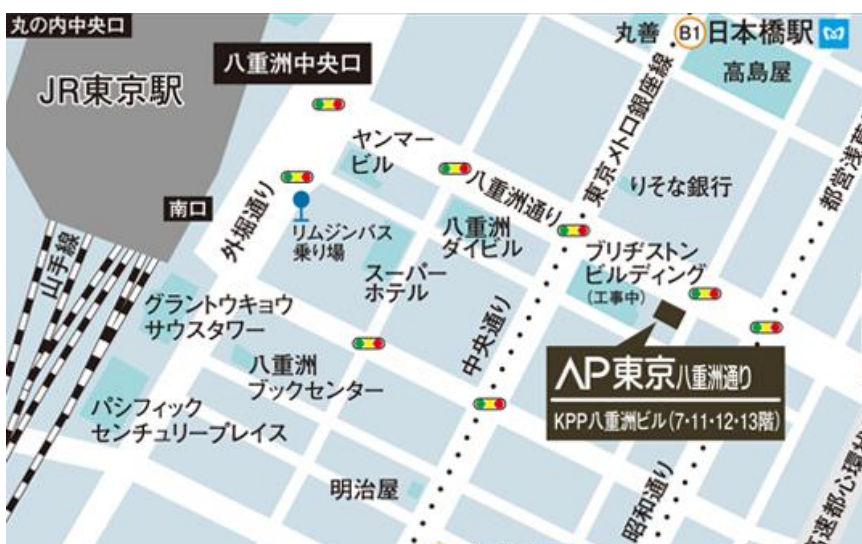 丸の内中央口
JR東京駅
八重洲中央口
丸善
B1
日本橋駅
高島屋
ヤンマー
ビル
東京メトロ銀座線
都営浅草
りそな銀行
南口
外堀通り
リムジンバス
乗り場
八重洲通り
八重洲
ダイビル
スーパー
ホテル
ブリヂストン
ビルディング
(工事中)
山手線
グラントウキョウ
サウスタワー
中央通り
八重洲
ブックセンター
AP東京八重洲通り
KPP八重洲ビル(7・11・12・13階)
パシフィック
センチュリープレイス
明治屋
昭和通り
高速都心環状